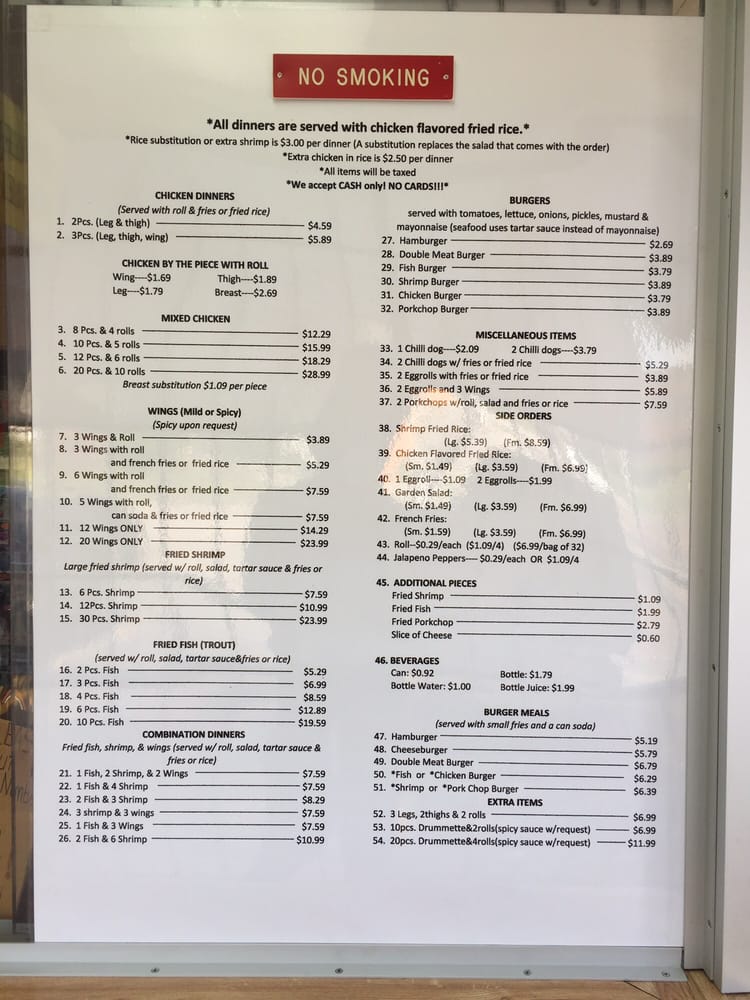 NO SMOKING
*All dinners are served with chicken flavored fried rice.*
*Rice substitution or extra shrimp is $3.00 per dinner (A substitution replaces the salad that comes with the order)
*Extra chicken in rice is $2.50 per dinner
*All items will be taxed
*We accept CASH only! NO CARDS!!!*
CHICKEN DINNERS
(Served with roll & fries or fried rice)
1. 2Pcs. (Leg & thigh) $4.59
2. 3Pcs. (Leg, thigh, wing) $5.89
CHICKEN BY THE PIECE WITH ROLL
Wing---$1.69 Thigh----$1.89
Leg----$1.79 Breast----$2.69
MIXED CHICKEN
3. 8 Pcs. & 4 rolls $12.29
4. 10 Pcs. & 5 rolls $15.99
5. 12 Pcs. & 6 rolls $18.29
6. 20 Pcs. & 10 rolls $28.99
Breast substitution $1.09 per piece
WINGS (Mild or Spicy)
(Spicy upon request)
7. 3 Wings & Roll $3.89
8. 3 Wings with roll
and french fries or fried rice $5.29
9. 6 Wings with roll
and french fries or fried rice $7.59
10. 5 Wings with roll,
can soda & fries or fried rice $7.59
11. 12 Wings ONLY $14.29
12. 20 Wings ONLY $23.99
FRIED SHRIMP
Large fried shrimp (served w/ roll, salad, tartar sauce & fries or
rice)
13. 6 Pcs. Shrimp $7.59
14. 12Pcs. Shrimp $10.99
15. 30 Pcs. Shrimp $23.99
FRIED FISH (TROUT)
(served w/ roll, salad, tartar sauce&fries or rice)
16. 2 Pcs. Fish $5.29
17. 3 Pcs. Fish $6.99
18. 4 Pcs. Fish $8.59
19. 6 Pcs. Fish $12.89
20. 10 Pcs. Fish $19.59
COMBINATION DINNERS
Fried fish, shrimp, & wings (served w/ roll, salad, tartar sauce &
fries or rice)
21. 1 Fish, 2 Shrimp, & 2 Wings $7.59
22. 1 Fish & 4 Shrimp $7.59
23. 2 Fish & 3 Shrimp $8.29
24. 3 shrimp & 3 wings $7.59
25. 1 Fish & 3 Wings $7.59
26. 2 Fish & 6 Shrimp $10.99
BURGERS
served with tomatoes, lettuce, onions, pickles, mustard &
mayonnaise (seafood uses tartar sauce instead of mayonnaise)
27. Hamburger $2.69
28. Double Meat Burger $3.89
29. Fish Burger $3.79
30. Shrimp Burger $3.89
31. Chicken Burger $3.79
32. Porkchop Burger $3.89
MISCELLANEOUS ITEMS
33. 1 Chilli dog----$2.09 2 Chilli dogs----$3.79
34. 2 Chilli dogs w/ fries or fried rice $5.29
35. 2 Eggrolls with fries or fried rice $3.89
36. 2 Eggrolls and 3 Wings $5.89
37. 2 Porkchops w/roll, salad and fries or rice $7.59
SIDE ORDERS
38. Shrimp Fried Rice:
(Lg. $5.39) (Fm. $8.59)
39. Chicken Flavored Fried Rice:
(Sm. $1.49) (Lg. $3.59) (Fm. $6.99)
40. 1 Eggroll---$1.09 2 Eggrolls----$1.99
41. Garden Salad:
(Sm. $1.49) (Lg. $3.59) (Fm. $6.99)
42. French Fries:
(Sm. $1.59) (Lg. $3.59) (Fm. $6.99)
43. Roll--$0.29/each ($1.09/4) ($6.99/bag of 32)
44. Jalapeno Peppers---- $0.29/each OR $1.09/4
45. ADDITIONAL PIECES
Fried Shrimp $1.09
Fried Fish $1.99
Fried Porkchop $2.79
Slice of Cheese $0.60
46. BEVERAGES
Can: $0.92 Bottle: $1.79
Bottle Water: $1.00 Bottle Juice: $1.99
BURGER MEALS
(served with small fries and a can soda)
47. Hamburger $5.19
48. Cheeseburger $5.79
49. Double Meat Burger $6.79
50. *Fish or *Chicken Burger $6.29
51. *Shrimp or *Pork Chop Burger $6.39
EXTRA ITEMS
52. 3 Legs, 2thighs & 2 rolls $6.99
53. 10pcs. Drummette&2rolls(spicy sauce w/request) $6.99
54. 20pcs. Drummette&4rolls(spicy sauce w/request) $11.99